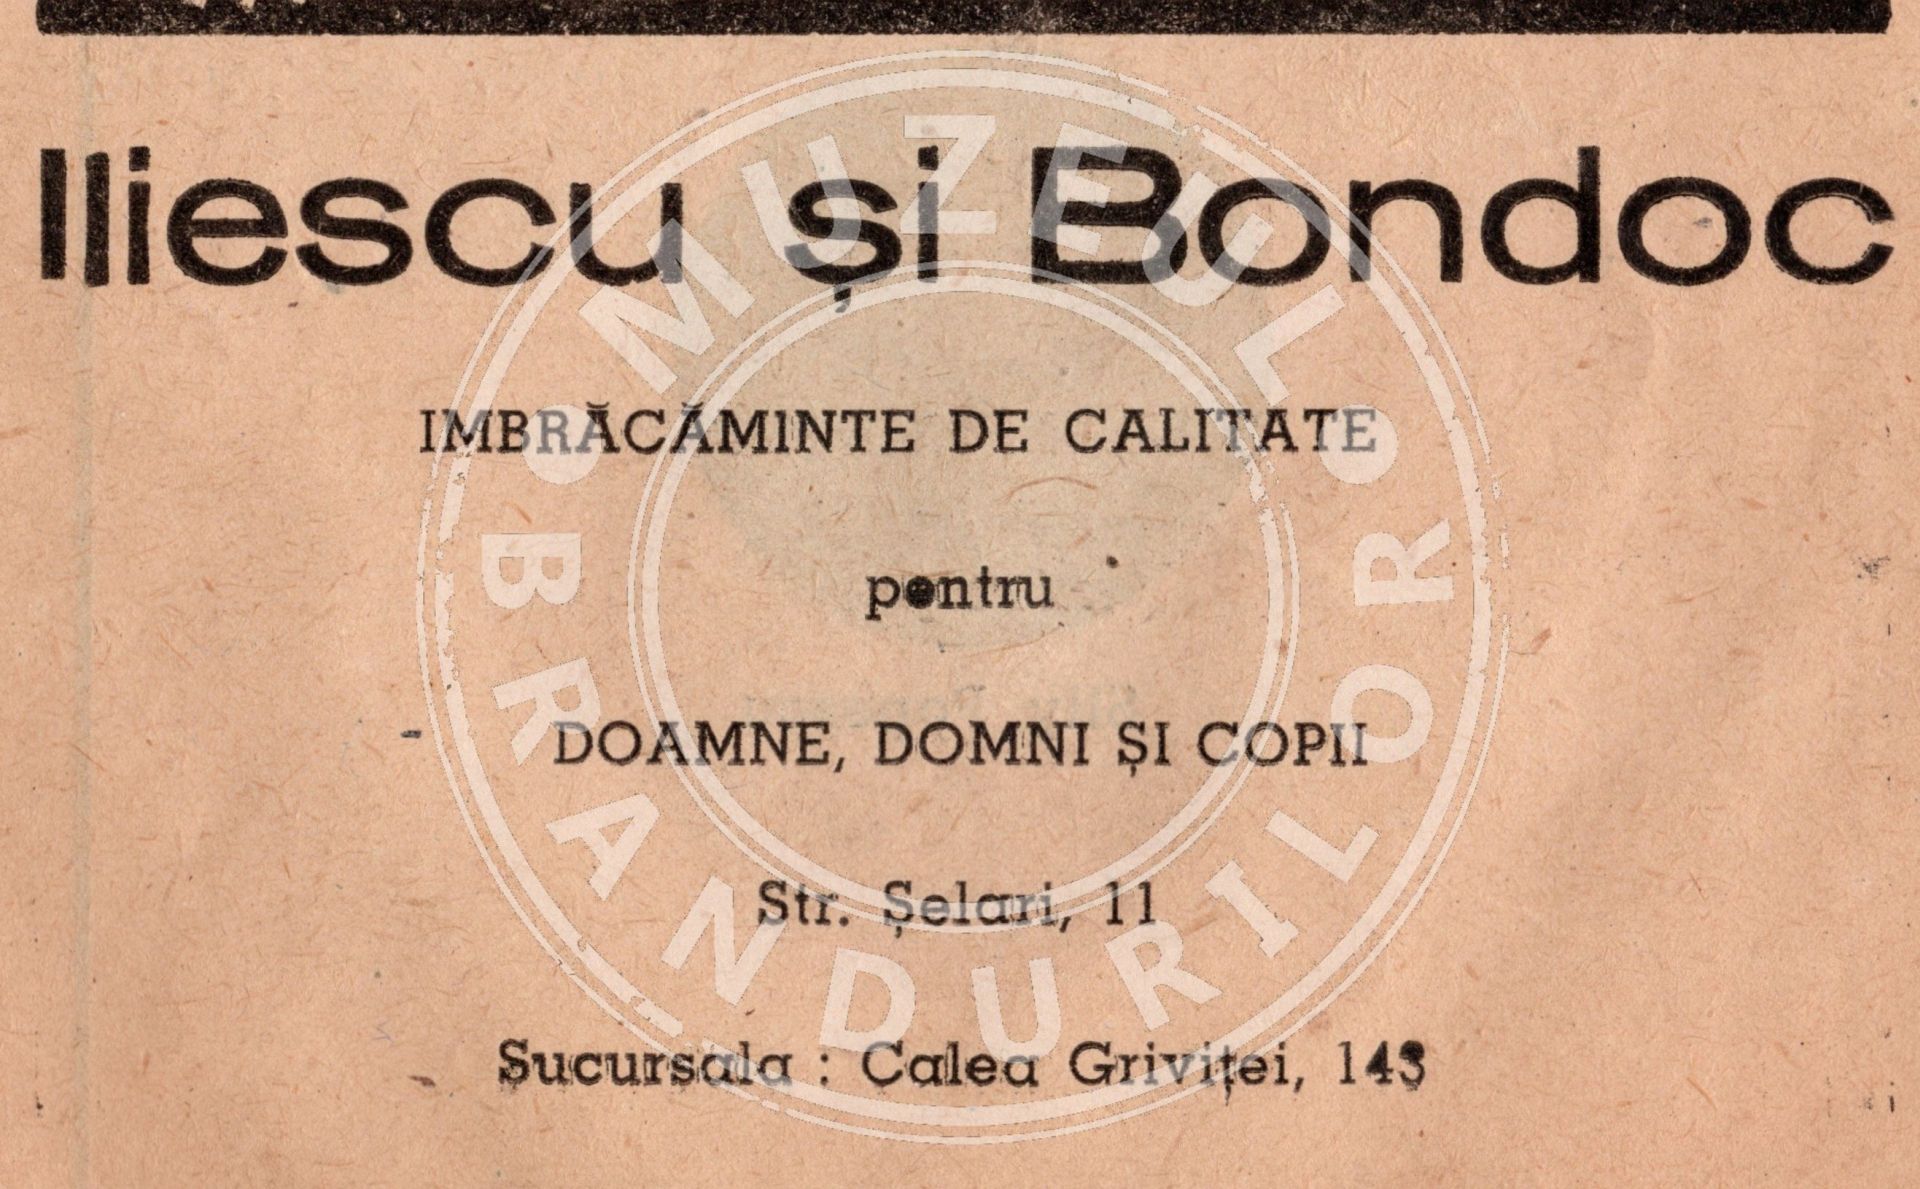 Iliescu și Bondoc
IMBRĂCĂMINTE DE CALITATE
pentru
DOAMNE, DOMNI ȘI COPII
Str. Șelari, 11
Șucursala : Calea Griviței, 143
MUZEUL BRANDURILOR